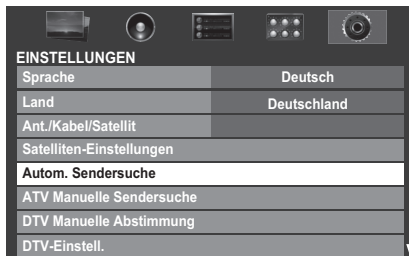 EINSTELLUNGEN
Sprache Deutsch
Land Deutschland
Ant./Kabel/Satellit
Satelliten-Einstellungen
Autom. Sendersuche
ATV Manuelle Sendersuche
DTV Manuelle Abstimmung
DTV-Einstell.